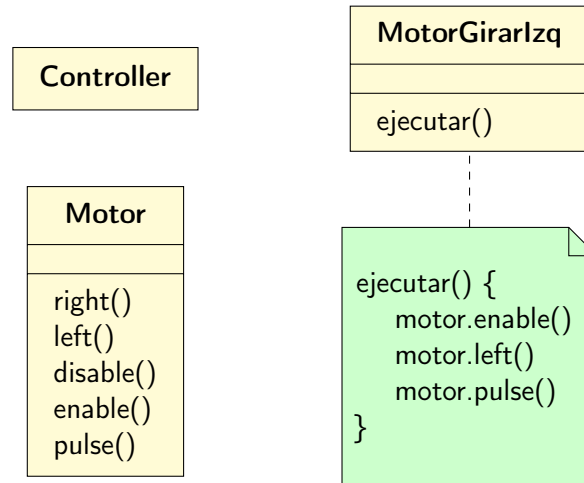 Controller
MotorGirarIzq
ejecutar()
Motor
right()
left()
disable()
enable()
pulse()
ejecutar() {
motor.enable()
motor.left()
motor.pulse()
}